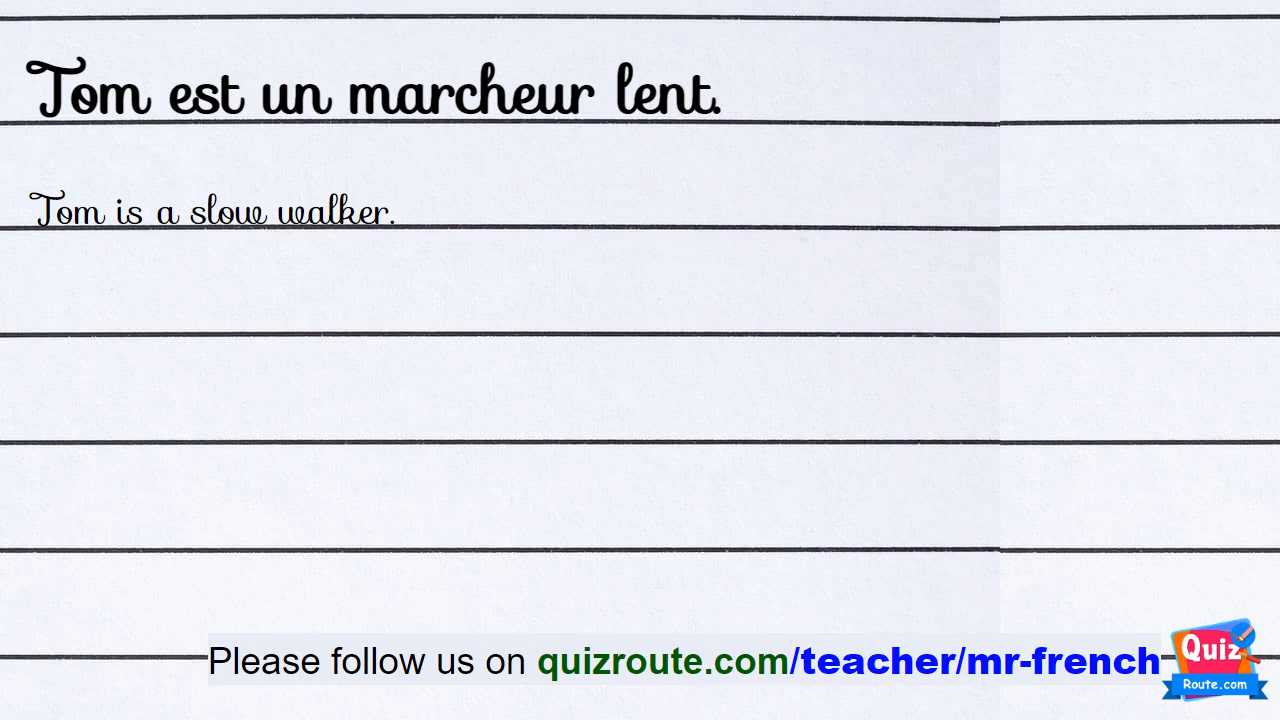 Tom est un marcheur lent.
Tom is a slow walker.
Please follow us on quizroute.com/teacher/mr-french
Quiz
Route.com